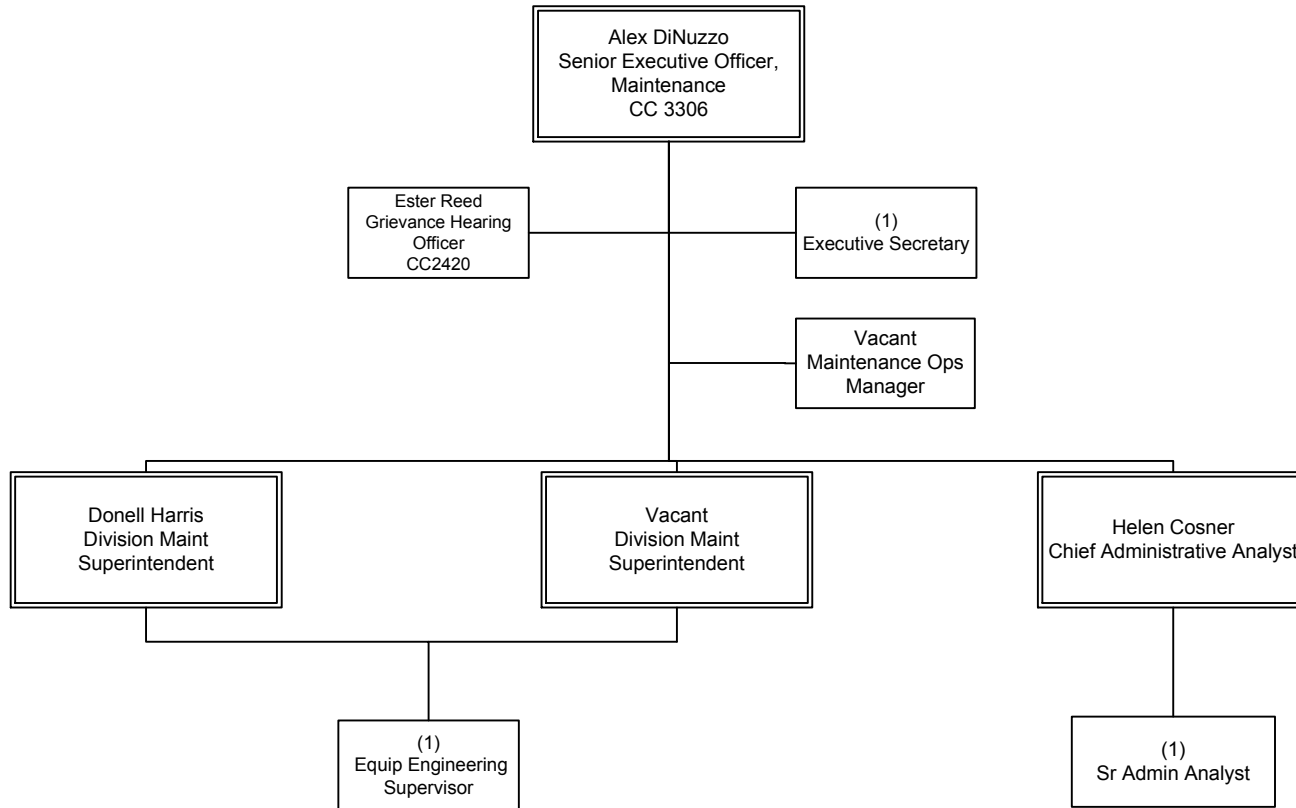 Alex DiNuzzo
Senior Executive Officer,
Maintenance
CC 3306
Ester Reed
Grievance Hearing
Officer
CC2420
(1)
Executive Secretary
Vacant
Maintenance Ops
Manager
Donell Harris
Division Maint
Superintendent
Vacant
Division Maint
Superintendent
Helen Cosner
Chief Administrative Analyst
(1)
Equip Engineering
Supervisor
(1)
Sr Admin Analyst